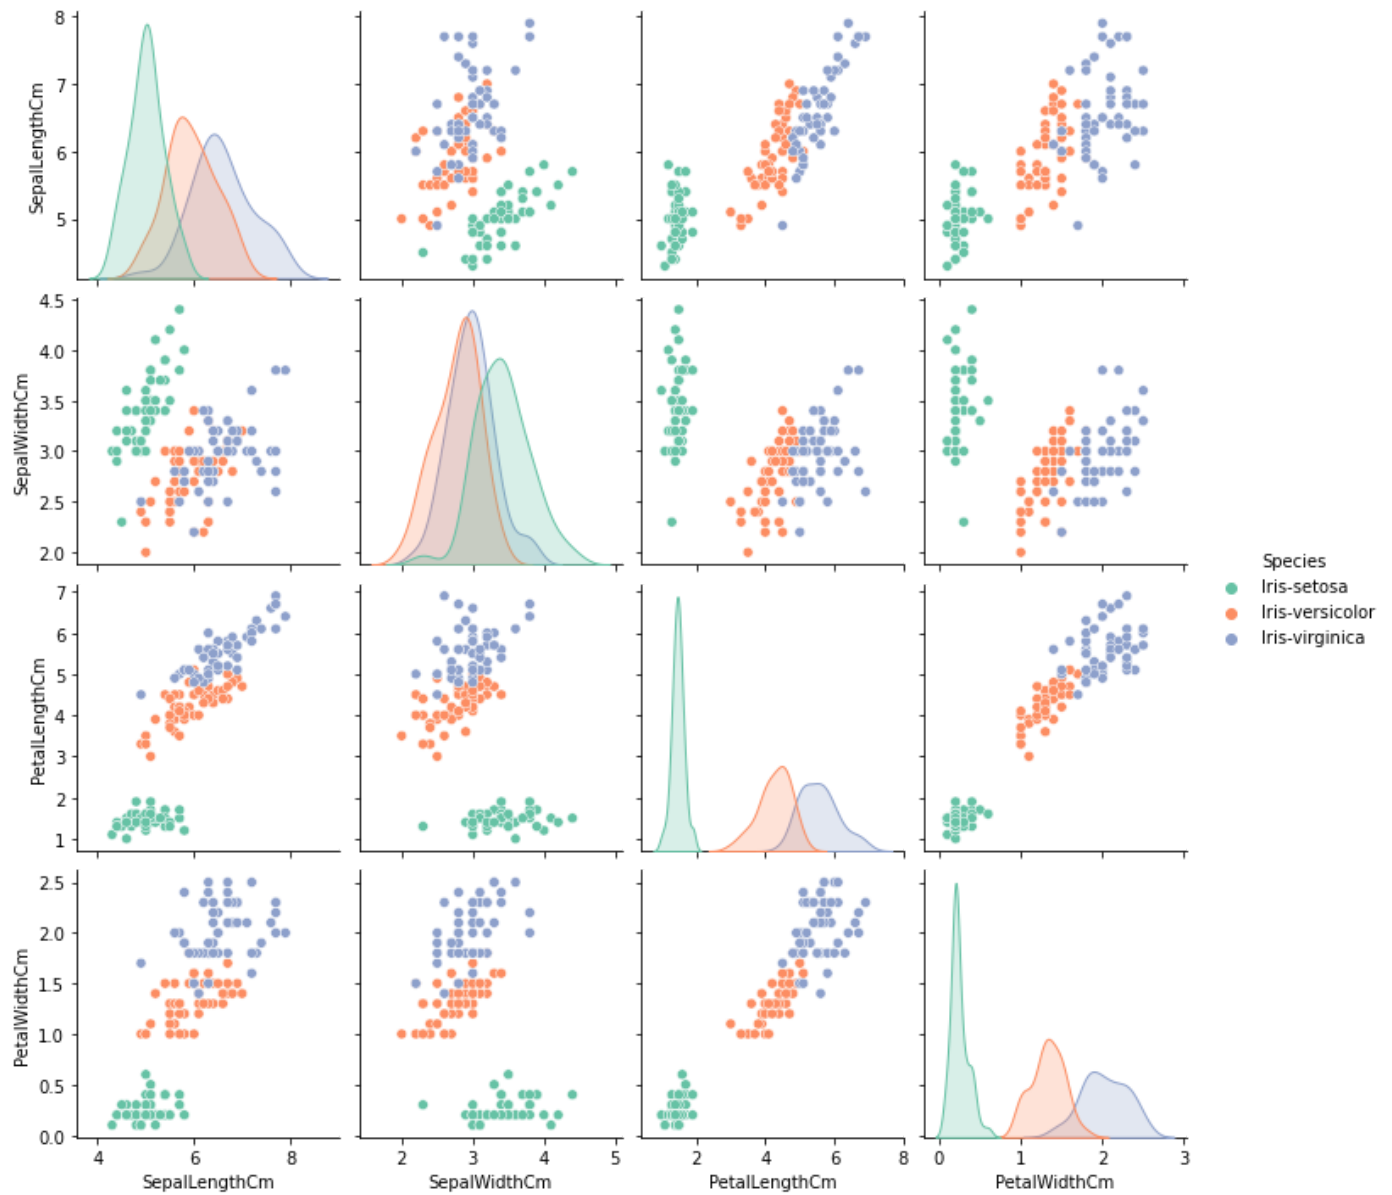 8
7
6
5
SepalLengthCm
4.5
4.0
3.5
3.0
2.5
2.0
SepalWidthCm
Species
Iris-setosa
Iris-versicolor
Iris-virginica
7
6
5
4
3
2
1
PetalLengthCm
2.5
2.0
1.5
1.0
0.5
0.0
PetalWidthCm
4 6 8
2 3 4 5
2 4 6 8
0 1 2 3
SepalLengthCm
SepalWidthCm
PetalLengthCm
PetalWidthCm